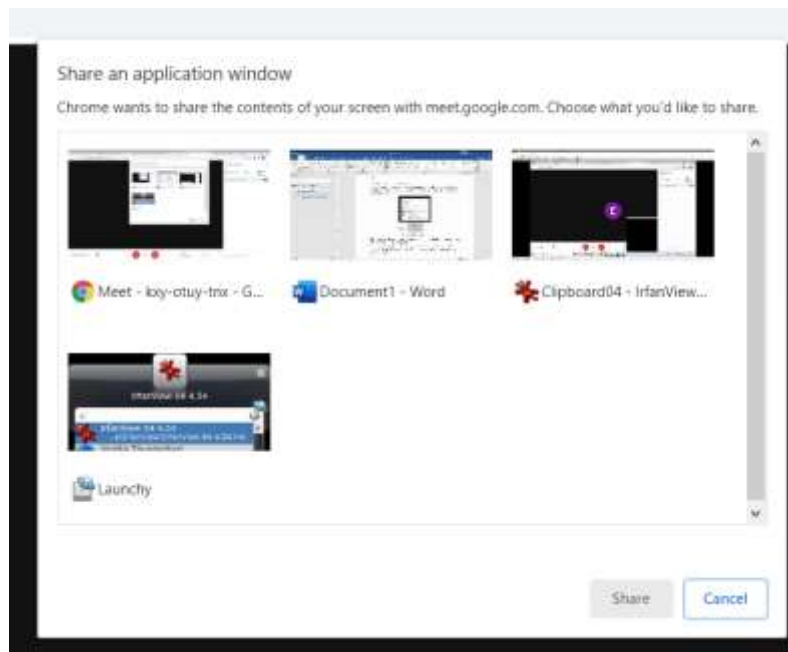 Share an application window
Chrome wants to share the contents of your screen with meet.google.com. Choose what you'd like to share.
Meet - kxy-otuy-tnx - G...
Document1 - Word
Clipboard04 - IrfanView...
Launchy
Share
Cancel